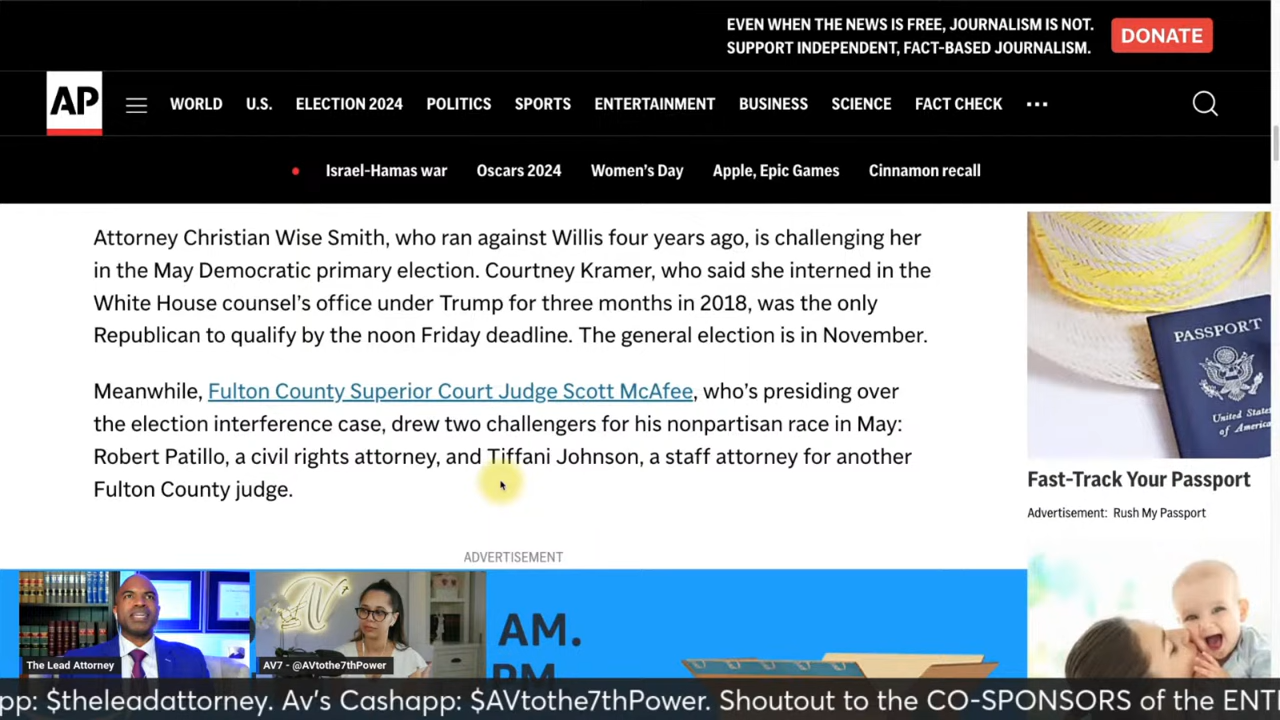 EVEN WHEN THE NEWS IS FREE, JOURNALISM IS NOT.
SUPPORT INDEPENDENT, FACT-BASED JOURNALISM.
DONATE
AP
WORLD
U.S.
ELECTION 2024
POLITICS
SPORTS
ENTERTAINMENT
BUSINESS
SCIENCE
FACT CHECK
Israel-Hamas war
Oscars 2024
Women's Day
Apple, Epic Games
Cinnamon recall
Attorney Christian Wise Smith, who ran against Willis four years ago, is challenging her
in the May Democratic primary election. Courtney Kramer, who said she interned in the
White House counsel's office under Trump for three months in 2018, was the only
Republican to qualify by the noon Friday deadline. The general election is in November.
Meanwhile, Fulton County Superior Court Judge Scott McAfee, who's presiding over
the election interference case, drew two challengers for his nonpartisan race in May:
Robert Patillo, a civil rights attorney, and Tiffani Johnson, a staff attorney for another
Fulton County judge.
PASSPORT
United States
of America
Fast-Track Your Passport
Advertisement: Rush My Passport
ADVERTISEMENT
AM.
PM.
The Lead Attorney
AV7 - @AVtothe7thPower
pp: $theleadattorney. Av's Cashapp: $AVtothe7thPower. Shoutout to the CO-SPONSORS of the ENT